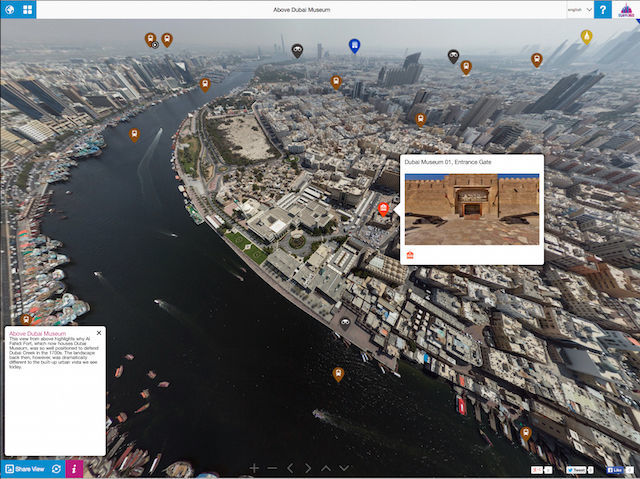 Above Dubai Museum
english
?
Dubai Museum 01, Entrance Gate
Above Dubai Museum
This view from above highlights why Al
Fahidi Fort, which now houses Dubai
Museum, was so well positioned to defend
Dubai Creek in the 1700s. The landscape
back then, however, was dramatically
different to the built-up urban vista we see
today.
Share View
i
Tweet
Like